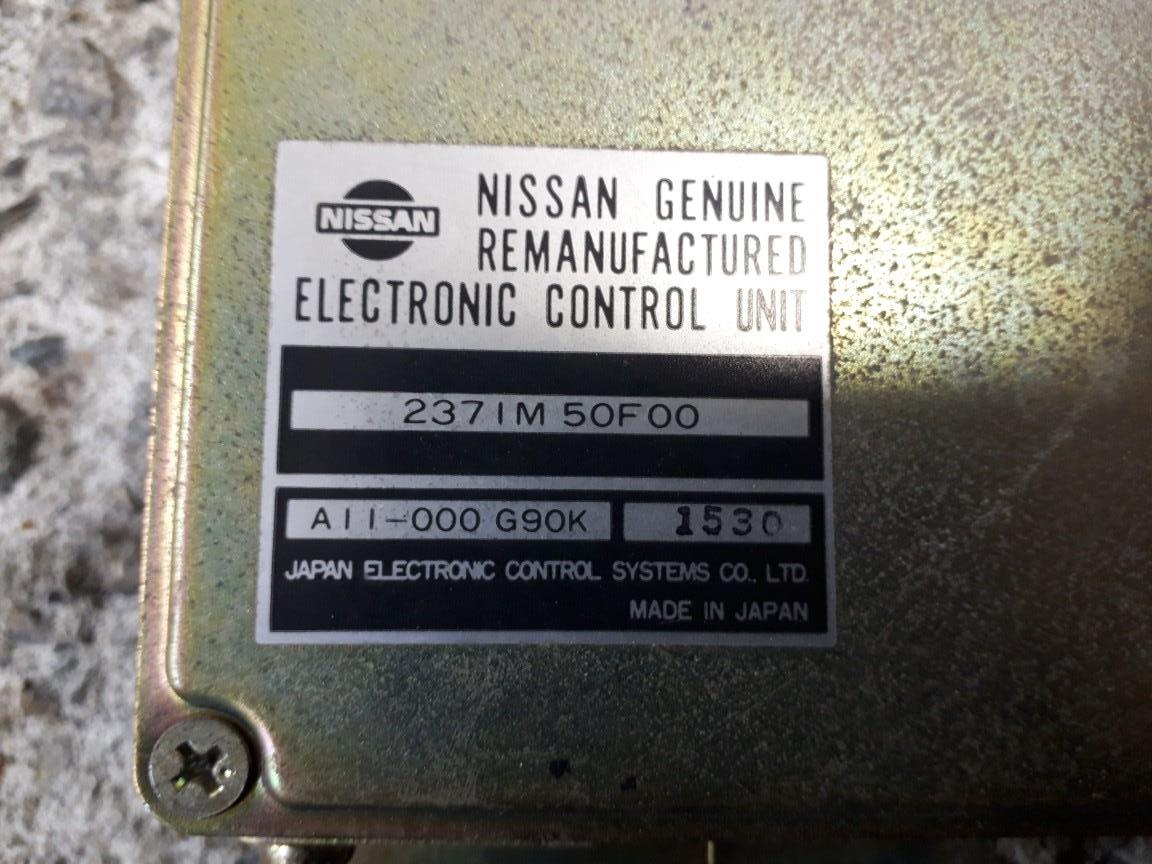 NISSAN
NISSAN GENUINE
REMANUFACTURED
ELECTRONIC CONTROL UNIT
2371M 50F00
A11-000 G90K 1530
JAPAN ELECTRONIC CONTROL SYSTEMS CO., LTD.
MADE IN JAPAN